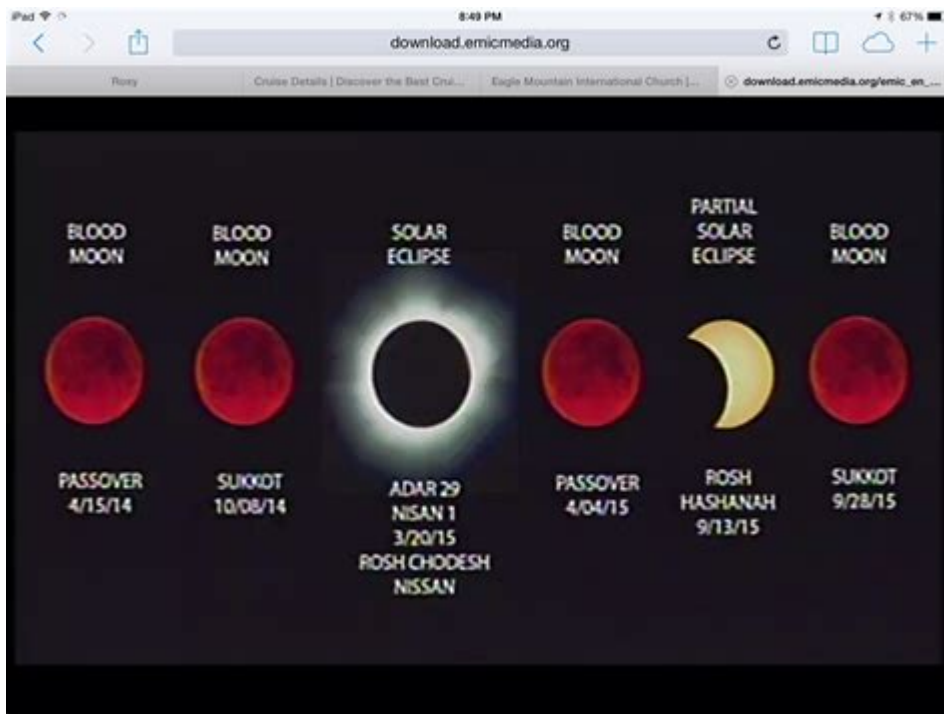 iPad 8:49 PM 67%
download.emicmedia.org
Roxy Cruise Details | Discover the Best Crui... Eagle Mountain International Church |... download.emicmedia.org/emic_en_...
BLOOD
MOON
PASSOVER
4/15/14
BLOOD
MOON
SUKKOT
10/08/14
SOLAR
ECLIPSE
ADAR 29
NISAN 1
3/20/15
ROSH CHODESH
NISSAN
BLOOD
MOON
PASSOVER
4/04/15
PARTIAL
SOLAR
ECLIPSE
ROSH
HASHANAH
9/13/15
BLOOD
MOON
SUKKOT
9/28/15